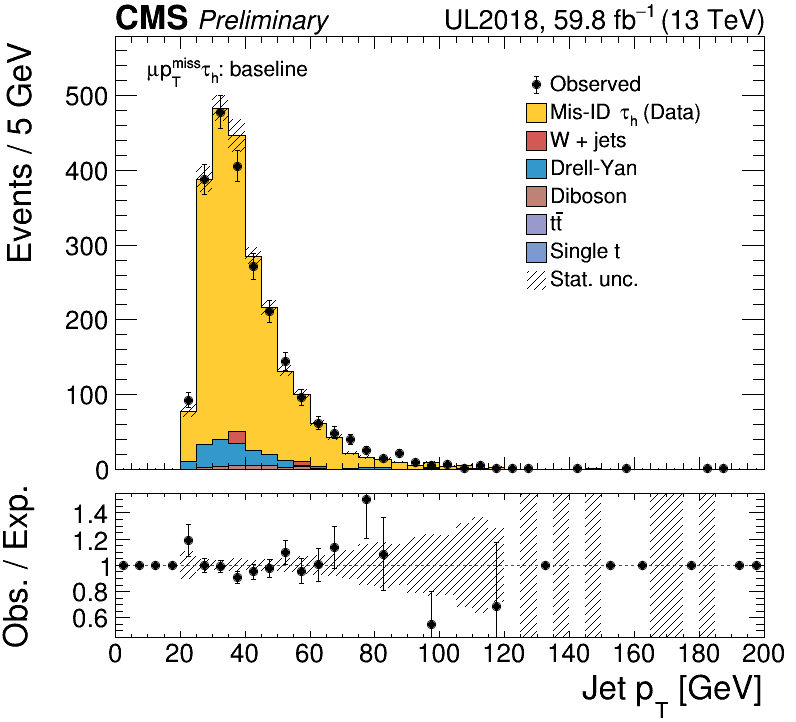 CMS Preliminary UL2018, 59.8 fb⁻¹ (13 TeV)
μp_T^miss τ_h: baseline
Events / 5 GeV
500
400
300
200
100
0
Observed
Mis-ID τ_h (Data)
W + jets
Drell-Yan
Diboson
tt̄
Single t
Stat. unc.
Obs. / Exp.
1.4
1.2
1
0.8
0.6
0 20 40 60 80 100 120 140 160 180 200
Jet p_T [GeV]